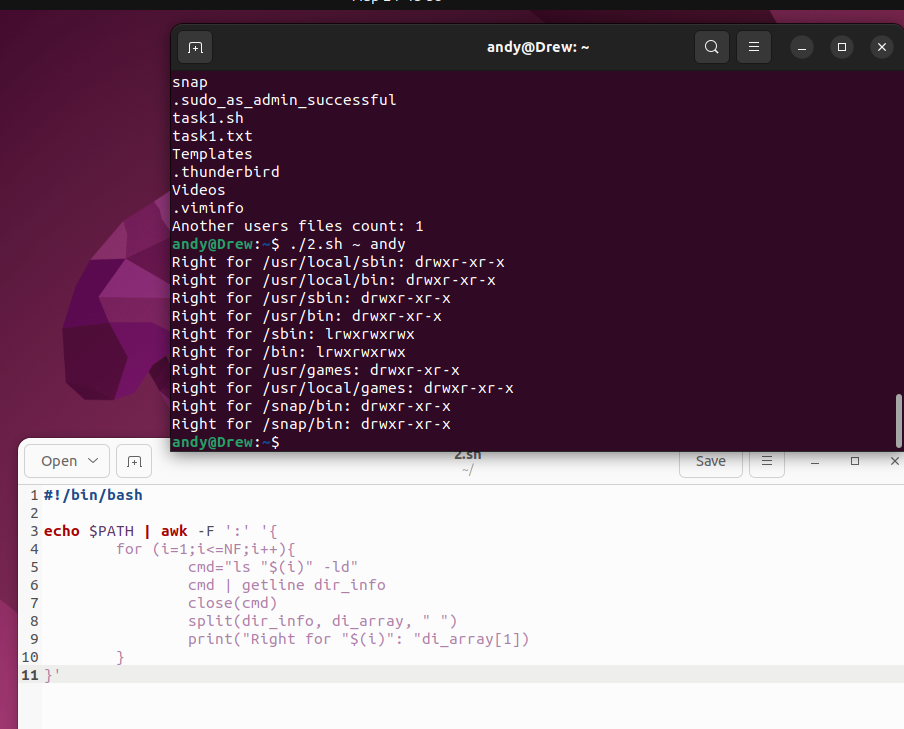 andy@Drew: ~
snap
.sudo_as_admin_successful
task1.sh
task1.txt
Templates
.thunderbird
Videos
.viminfo
Another users files count: 1
andy@Drew:~$ ./2.sh ~ andy
Right for /usr/local/sbin: drwxr-xr-x
Right for /usr/local/bin: drwxr-xr-x
Right for /usr/sbin: drwxr-xr-x
Right for /usr/bin: drwxr-xr-x
Right for /sbin: lrwxrwxrwx
Right for /bin: lrwxrwxrwx
Right for /usr/games: drwxr-xr-x
Right for /usr/local/games: drwxr-xr-x
Right for /snap/bin: drwxr-xr-x
Right for /snap/bin: drwxr-xr-x
andy@Drew:~$
Open
2.sh
~/
Save
1 #!/bin/bash
2
3 echo $PATH | awk -F ':' '{
4         for (i=1;i<=NF;i++){
5                 cmd="ls "$(i)" -ld"
6                 cmd | getline dir_info
7                 close(cmd)
8                 split(dir_info, di_array, " ")
9                 print("Right for "$(i)": "di_array[1])
10         }
11 }'